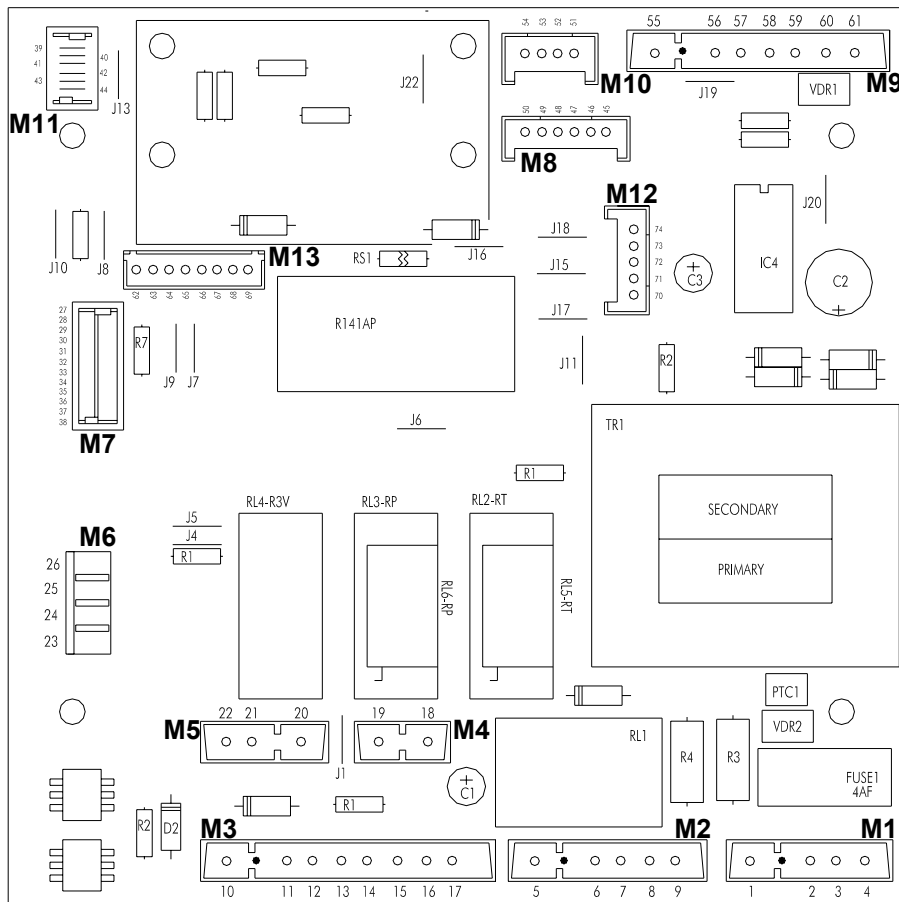 54 53 52 51
55 56 57 58 59 60 61
39
41
43
40
42
44
J13
M11
J22
M10
J19
VDR1
M9
50 49 48 47 46 45
M8
M12
J10
J8
M13
RS1
J16
J18
J15
J17
74
73
72
71
70
C3
IC4
J20
C2
62 63 64 65 66 67 68 69
27
28
29
30
31
32
33
34
35
36
37
38
M7
R7
J9
J7
R141AP
J11
R2
J6
TR1
SECONDARY
PRIMARY
R1
J5
J4
R1
RL4-R3V
RL3-RP
RL6-RP
RL2-RT
RL5-RT
M6
26
25
24
23
PTC1
VDR2
M5
22 21 20
J1
19 18
M4
RL1
R4
R3
FUSE1
4AF
C1
R2
D2
R1
M3
M2
M1
10 11 12 13 14 15 16 17
5 6 7 8 9
1 2 3 4